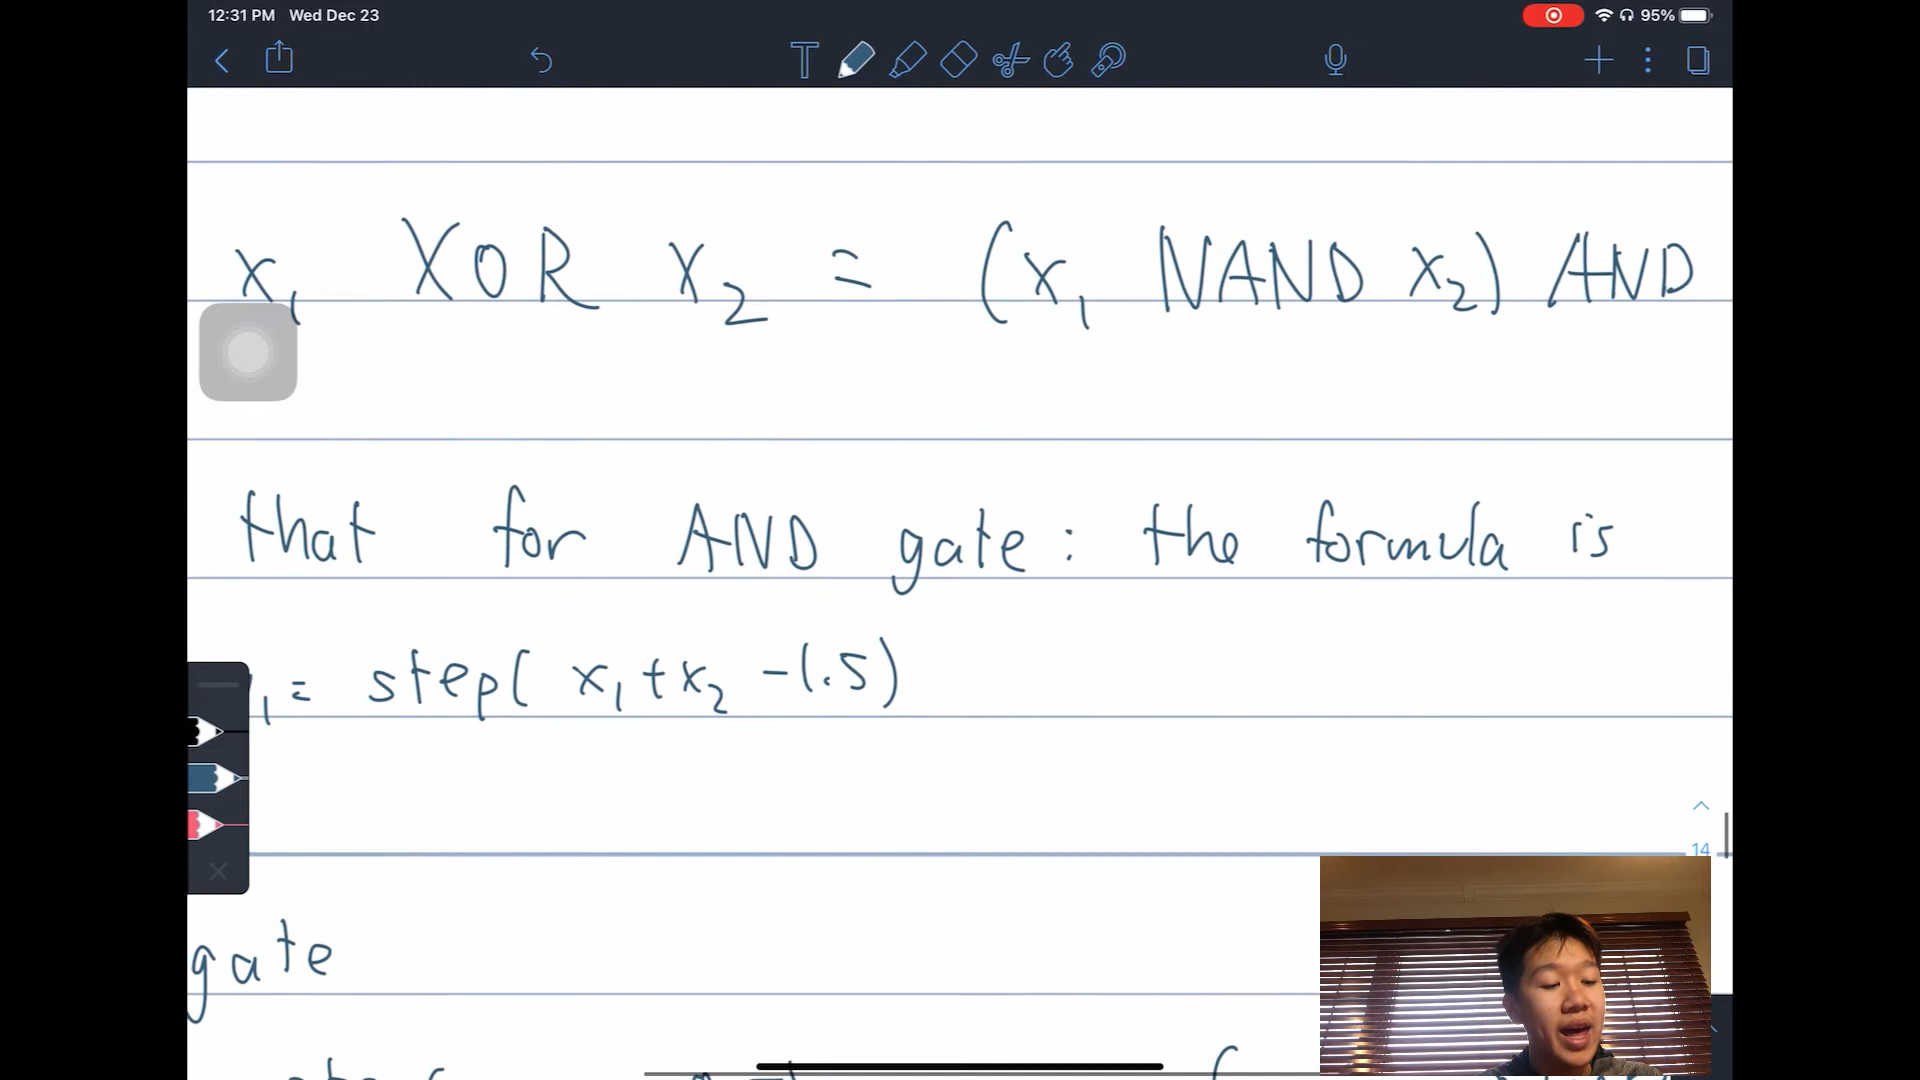 12:31 PM Wed Dec 23 95%
x₁ XOR x₂ = (x₁ NAND x₂) AND
that for AND gate: the formula is
₁ = step( x₁ + x₂ - 1.5)
14
gate